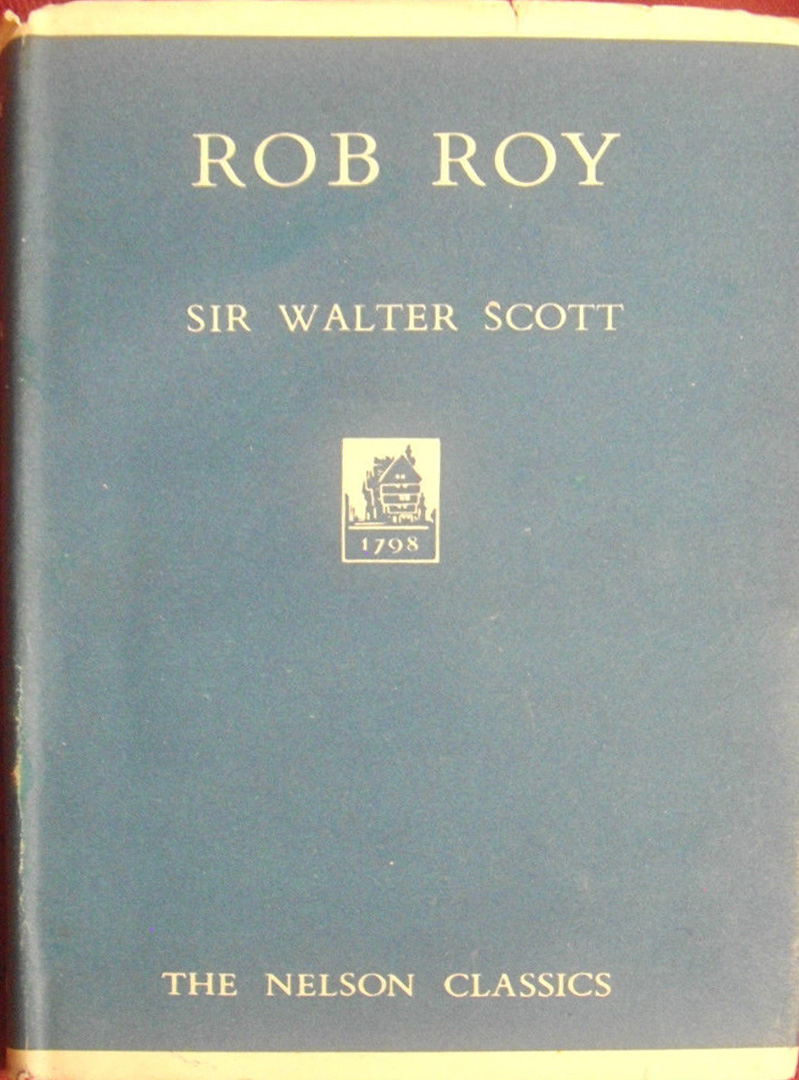 ROB ROY
SIR WALTER SCOTT
1798
THE NELSON CLASSICS